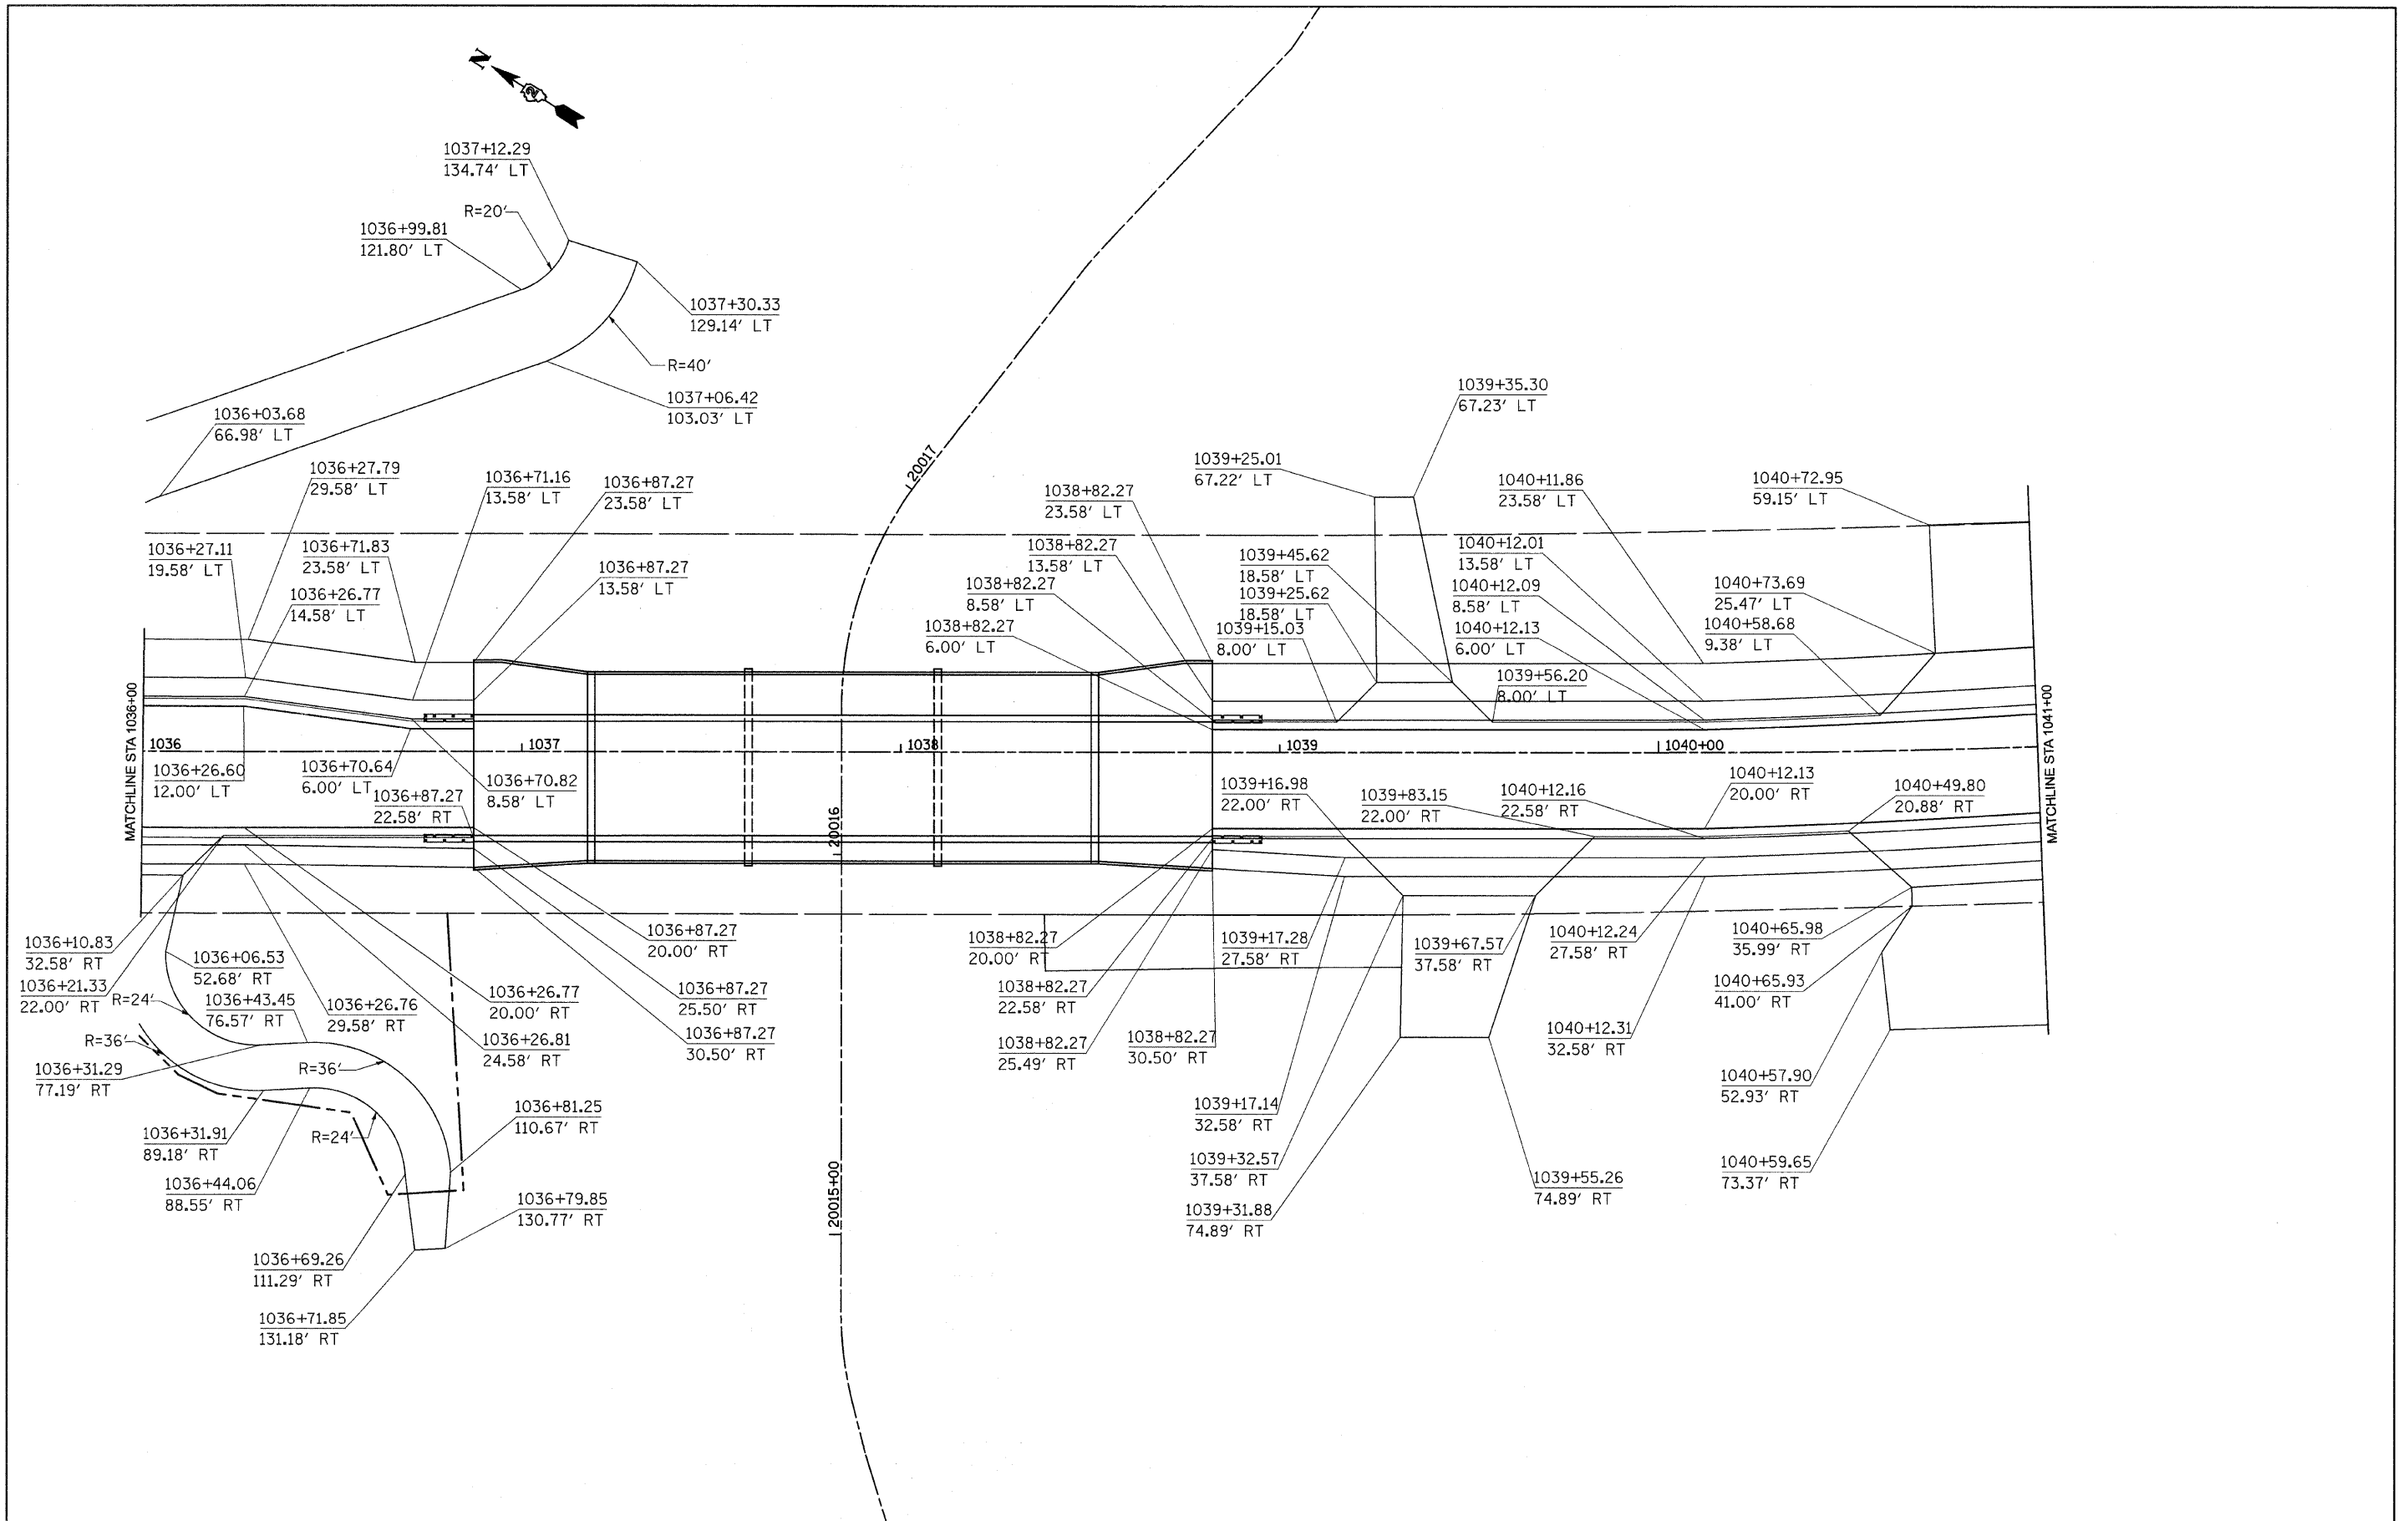 N
2
1037+12.29
134.74' LT
R=20'
1036+99.81
121.80' LT
1037+30.33
129.14' LT
R=40'
1037+06.42
103.03' LT
1036+03.68
66.98' LT
1036+27.79
29.58' LT
1036+71.16
13.58' LT
1036+87.27
23.58' LT
1036+27.11
19.58' LT
1036+71.83
23.58' LT
1036+26.77
14.58' LT
1036+87.27
13.58' LT
20017
1039+35.30
67.23' LT
1039+25.01
67.22' LT
1038+82.27
23.58' LT
1040+11.86
23.58' LT
1040+72.95
59.15' LT
1038+82.27
13.58' LT
1039+45.62
18.58' LT
1040+12.01
13.58' LT
1038+82.27
8.58' LT
1039+25.62
18.58' LT
1040+12.09
8.58' LT
1040+73.69
25.47' LT
1038+82.27
6.00' LT
1039+15.03
8.00' LT
1040+12.13
6.00' LT
1040+58.68
9.38' LT
1039+56.20
8.00' LT
MATCHLINE STA 1036+00
1036
1037
1038
1039
1040+00
MATCHLINE STA 1041+00
1036+26.60
12.00' LT
1036+70.64
6.00' LT
1036+70.82
8.58' LT
1036+87.27
22.58' RT
20016
1039+16.98
22.00' RT
1039+83.15
22.00' RT
1040+12.16
22.58' RT
1040+12.13
20.00' RT
1040+49.80
20.88' RT
1036+10.83
32.58' RT
1036+06.53
52.68' RT
1036+21.33
22.00' RT
R=24'
1036+43.45
76.57' RT
1036+26.76
29.58' RT
1036+26.77
20.00' RT
1036+87.27
20.00' RT
1036+87.27
25.50' RT
1036+26.81
24.58' RT
1036+87.27
30.50' RT
R=36'
R=36'
1036+31.29
77.19' RT
1036+31.91
89.18' RT
R=24'
1036+81.25
110.67' RT
1036+44.06
88.55' RT
1036+79.85
130.77' RT
1036+69.26
111.29' RT
1036+71.85
131.18' RT
20015+00
1038+82.27
20.00' RT
1039+17.28
27.58' RT
1039+67.57
37.58' RT
1040+12.24
27.58' RT
1040+65.98
35.99' RT
1038+82.27
22.58' RT
1040+65.93
41.00' RT
1038+82.27
25.49' RT
1038+82.27
30.50' RT
1040+12.31
32.58' RT
1040+57.90
52.93' RT
1039+17.14
32.58' RT
1039+32.57
37.58' RT
1039+55.26
74.89' RT
1040+59.65
73.37' RT
1039+31.88
74.89' RT